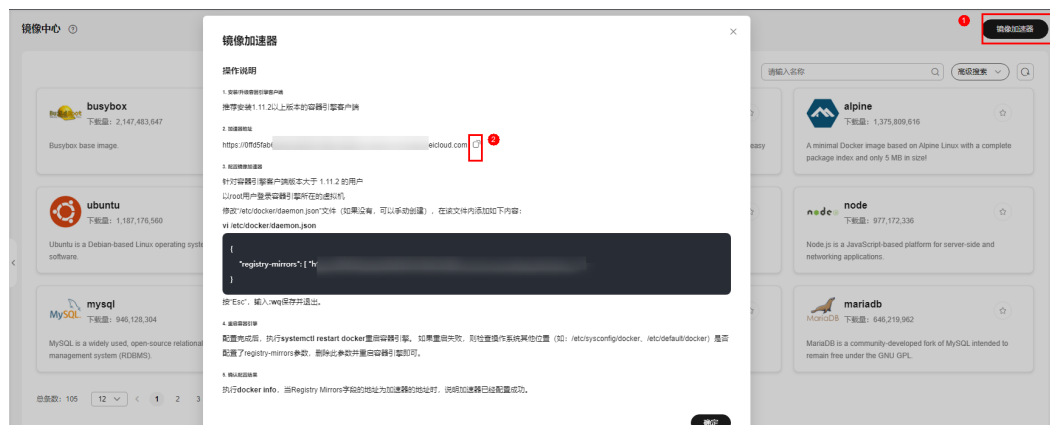 镜像中心
1
镜像加速器
请输入名称
高级搜索
busybox
下载量：2,147,483,647
Busybox base image.
alpine
下载量：1,375,809,616
A minimal Docker image based on Alpine Linux with a complete
package index and only 5 MB in size!
easy
ubuntu
下载量：1,187,176,560
Ubuntu is a Debian-based Linux operating syste
software.
node
node
下载量：977,172,336
Node.js is a JavaScript-based platform for server-side and
networking applications.
MySQL
mysql
下载量：946,128,304
MySQL is a widely used, open-source relational
management system (RDBMS).
MariaDB
mariadb
下载量：646,219,962
MariaDB is a community-developed fork of MySQL intended to
remain free under the GNU GPL.
总条数：105
12
1
2
3
镜像加速器
操作说明
1. 安装/升级容器引擎客户端
推荐安装1.11.2以上版本的容器引擎客户端
2. 加速器地址
https://0ffd5fab
eicloud.com
2
3. 配置镜像加速器
针对容器引擎客户端版本大于 1.11.2 的用户
以root用户登录容器引擎所在的虚拟机
修改"/etc/docker/daemon.json"文件（如果没有，可以手动创建），在该文件内添加如下内容：
vi /etc/docker/daemon.json
{
"registry-mirrors": [ "h
}
按"Esc"，输入:wq保存并退出。
4. 重启容器引擎
配置完成后，执行systemctl restart docker重启容器引擎。 如果重启失败，则检查操作系统其他位置（如：/etc/sysconfig/docker、/etc/default/docker）是否
配置了registry-mirrors参数，删除此参数并重启容器引擎即可。
5. 确认配置结果
执行docker info，当Registry Mirrors字段的地址为加速器的地址时，说明加速器已经配置成功。
确定